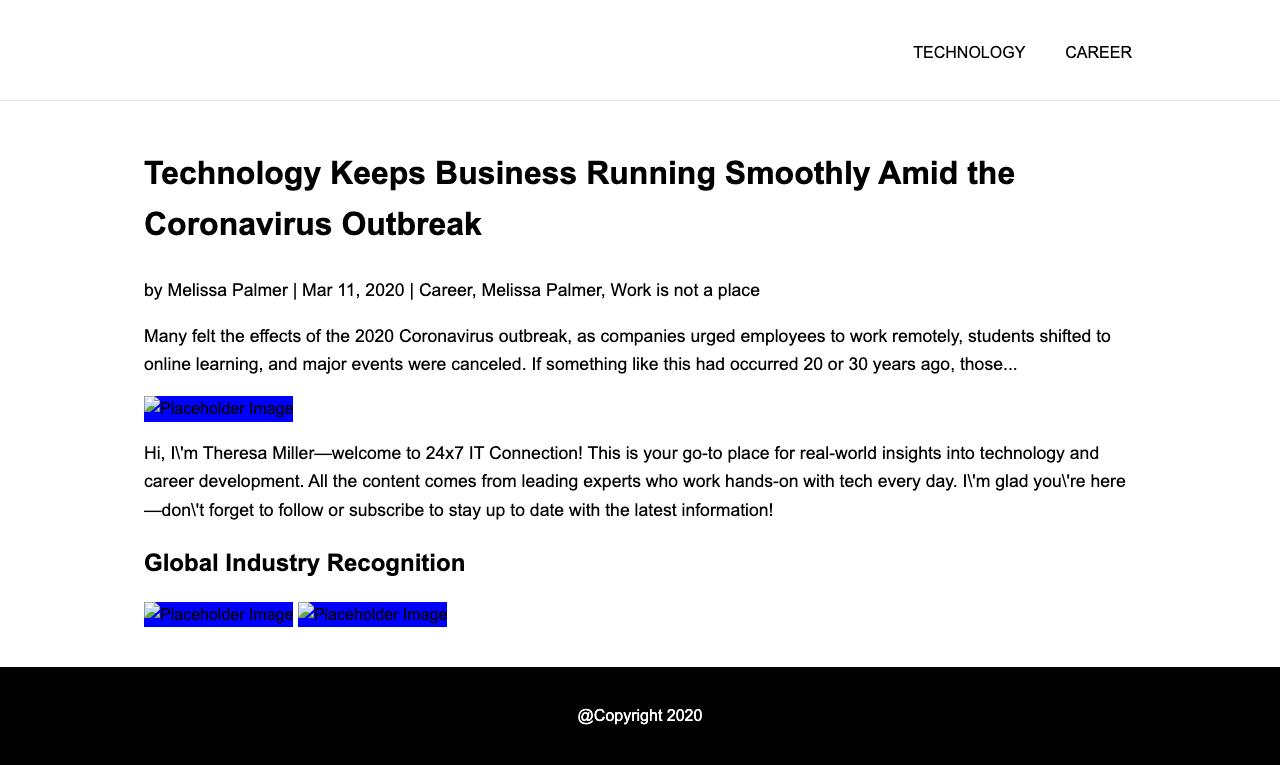 TECHNOLOGY CAREER
Technology Keeps Business Running Smoothly Amid the
Coronavirus Outbreak
by Melissa Palmer | Mar 11, 2020 | Career, Melissa Palmer, Work is not a place
Many felt the effects of the 2020 Coronavirus outbreak, as companies urged employees to work remotely, students shifted to
online learning, and major events were canceled. If something like this had occurred 20 or 30 years ago, those...
Placeholder Image
Hi, I\'m Theresa Miller—welcome to 24x7 IT Connection! This is your go-to place for real-world insights into technology and
career development. All the content comes from leading experts who work hands-on with tech every day. I\'m glad you\'re here
—don\'t forget to follow or subscribe to stay up to date with the latest information!
Global Industry Recognition
Placeholder Image Placeholder Image
@Copyright 2020